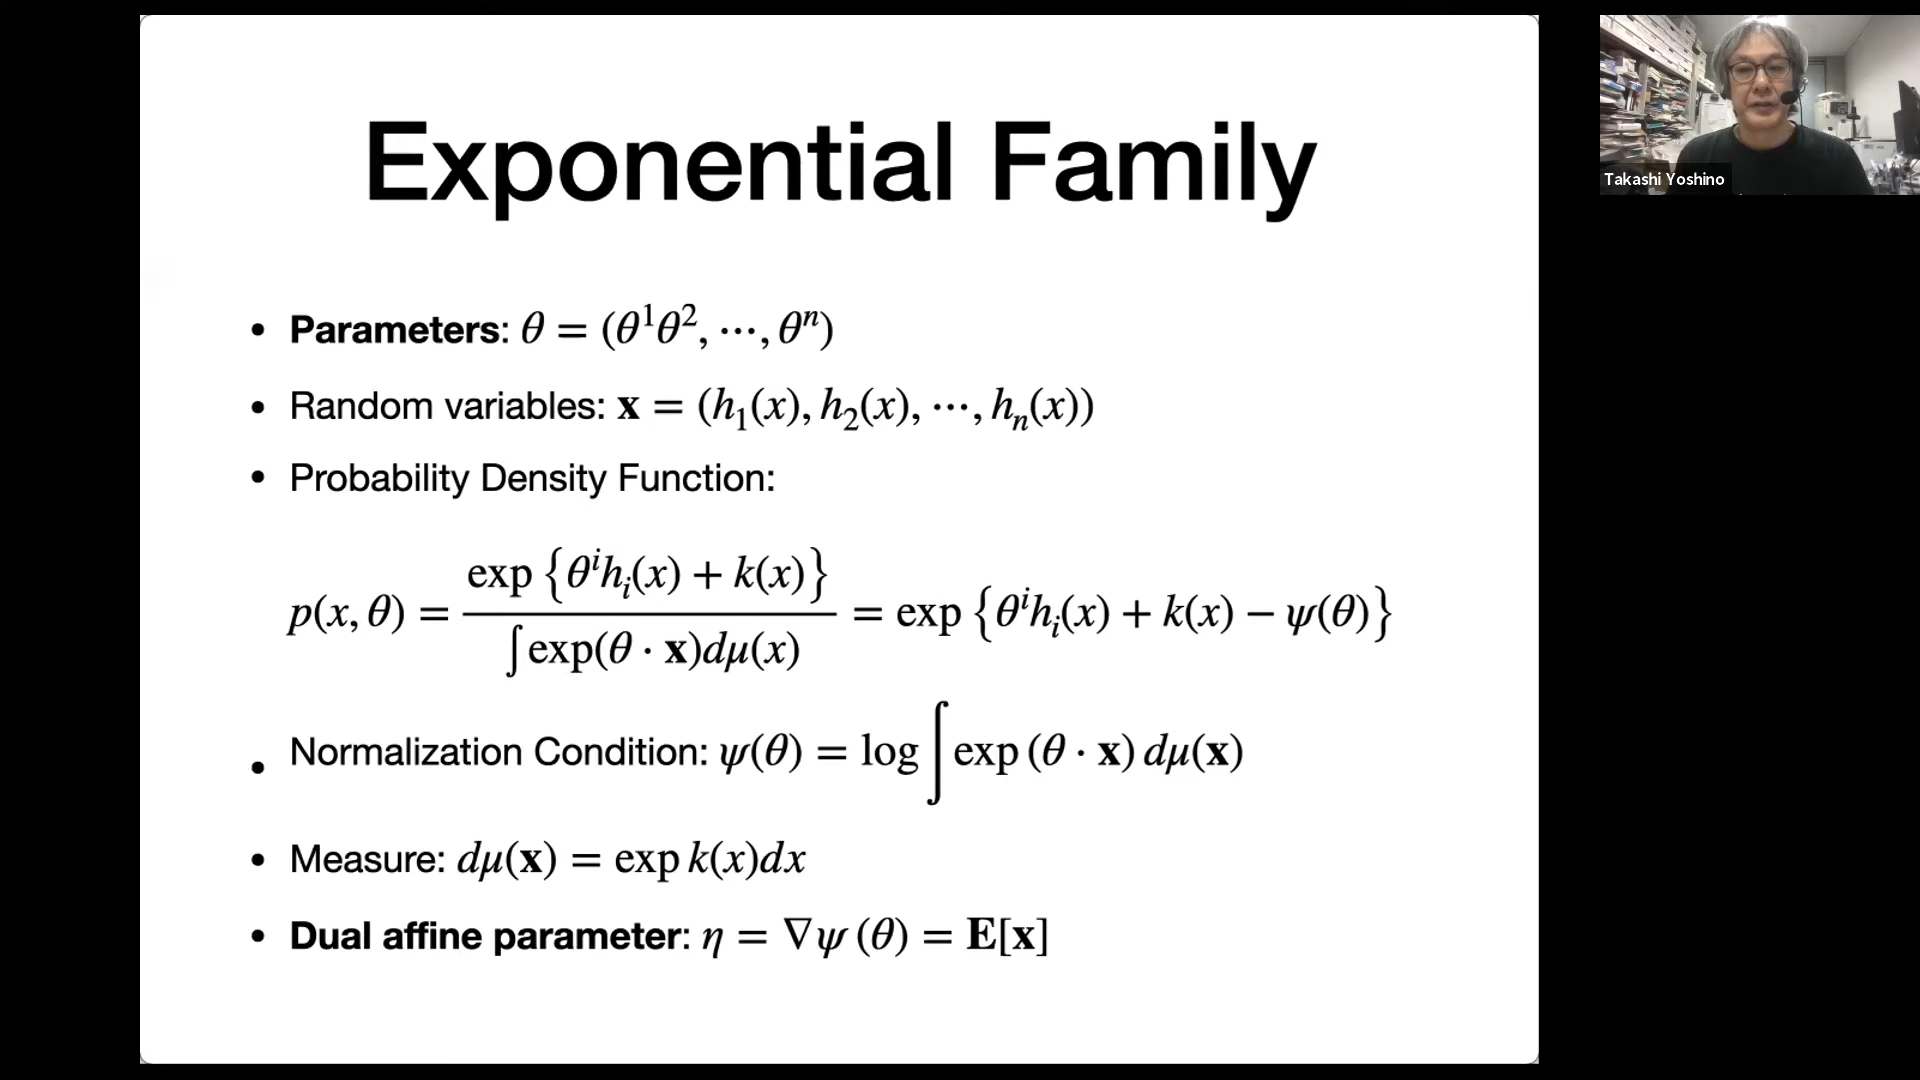 Exponential Family
• Parameters: θ = (θ¹θ², ⋯, θⁿ)
• Random variables: 𝐱 = (h₁(x), h₂(x), ⋯, hₙ(x))
• Probability Density Function:
p(x, θ) = exp {θⁱhᵢ(x) + k(x)} / ∫exp(θ · 𝐱)dμ(x) = exp {θⁱhᵢ(x) + k(x) − ψ(θ)}
• Normalization Condition: ψ(θ) = log ∫ exp (θ · 𝐱) dμ(𝐱)
• Measure: dμ(𝐱) = exp k(x)dx
• Dual affine parameter: η = ∇ψ (θ) = 𝐄[𝐱]
Takashi Yoshino